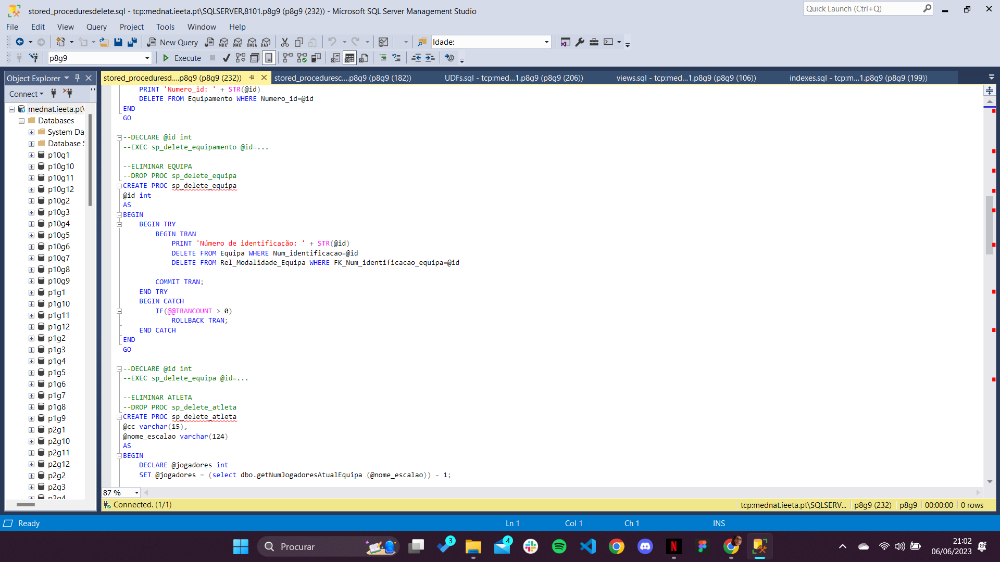 stored_proceduresdelete.sql - tcp:mednat.ieeta.pt\SQLSERVER,8101.p8g9 (p8g9 (232)) - Microsoft SQL Server Management Studio
Quick Launch (Ctrl+Q)
File Edit View Query Project Tools Window Help
New Query MDX DMX XMLA DAX Idade:
p8g9 Execute
Object Explorer
stored_proceduresd....p8g9 (p8g9 (232))
stored_proceduresc....p8g9 (p8g9 (182))
UDFs.sql - tcp:med...1.p8g9 (p8g9 (206))
views.sql - tcp:med...1.p8g9 (p8g9 (106))
indexes.sql - tcp:m...1.p8g9 (p8g9 (199))
Connect
mednat.ieeta.pt\
Databases
System Da
Database S
p10g1
p10g10
p10g11
p10g12
p10g2
p10g3
p10g4
p10g5
p10g6
p10g7
p10g8
p10g9
p1g1
p1g10
p1g11
p1g12
p1g2
p1g3
p1g4
p1g5
p1g6
p1g7
p1g8
p1g9
p2g1
p2g10
p2g11
p2g12
p2g2
p2g3
p2g4
PRINT 'Numero_id: ' + STR(@id)
DELETE FROM Equipamento WHERE Numero_id=@id
END
GO
--DECLARE @id int
--EXEC sp_delete_equipamento @id=...
--ELIMINAR EQUIPA
--DROP PROC sp_delete_equipa
CREATE PROC sp_delete_equipa
@id int
AS
BEGIN
BEGIN TRY
BEGIN TRAN
PRINT 'Número de identificação: ' + STR(@id)
DELETE FROM Equipa WHERE Num_identificacao=@id
DELETE FROM Rel_Modalidade_Equipa WHERE FK_Num_identificacao_equipa=@id
COMMIT TRAN;
END TRY
BEGIN CATCH
IF(@@TRANCOUNT > 0)
ROLLBACK TRAN;
END CATCH
END
GO
--DECLARE @id int
--EXEC sp_delete_equipa @id=...
--ELIMINAR ATLETA
--DROP PROC sp_delete_atleta
CREATE PROC sp_delete_atleta
@cc varchar(15),
@nome_escalao varchar(124)
AS
BEGIN
DECLARE @jogadores int
SET @jogadores = (select dbo.getNumJogadoresAtualEquipa (@nome_escalao)) - 1;
87 %
Connected. (1/1)
tcp:mednat.ieeta.pt\SQLSERV... p8g9 (232) p8g9 00:00:00 0 rows
Ready Ln 1 Col 1 Ch 1 INS
Procurar
3
4
N
21:02
06/06/2023